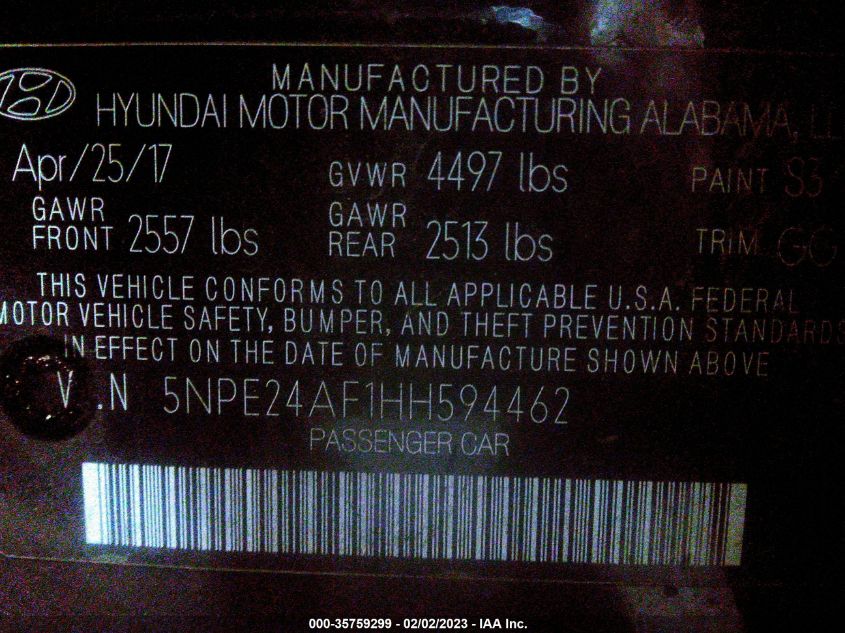 MANUFACTURED BY
HYUNDAI MOTOR MANUFACTURING ALABAMA, LL
Apr/25/17 GVWR 4497 lbs PAINT S3
GAWR FRONT 2557 lbs GAWR REAR 2513 lbs TRIM GG
THIS VEHICLE CONFORMS TO ALL APPLICABLE U.S.A. FEDERAL
MOTOR VEHICLE SAFETY, BUMPER, AND THEFT PREVENTION STANDARDS
IN EFFECT ON THE DATE OF MANUFACTURE SHOWN ABOVE
V .N 5NPE24AF1HH594462
PASSENGER CAR
000-35759299 - 02/02/2023 - IAA Inc.